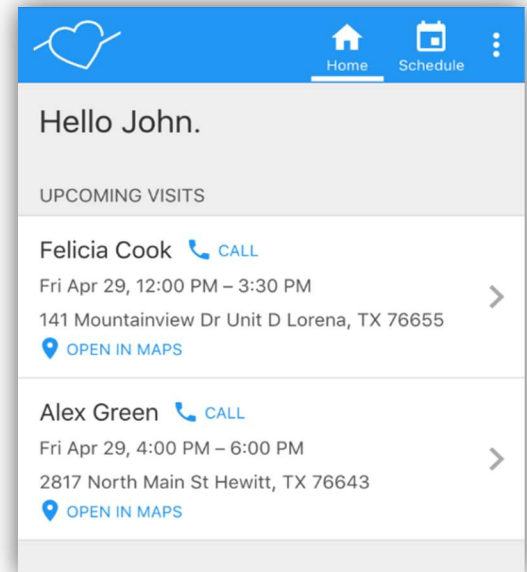 Home Schedule
Hello John.
UPCOMING VISITS
Felicia Cook CALL
Fri Apr 29, 12:00 PM – 3:30 PM
141 Mountainview Dr Unit D Lorena, TX 76655
OPEN IN MAPS
Alex Green CALL
Fri Apr 29, 4:00 PM – 6:00 PM
2817 North Main St Hewitt, TX 76643
OPEN IN MAPS